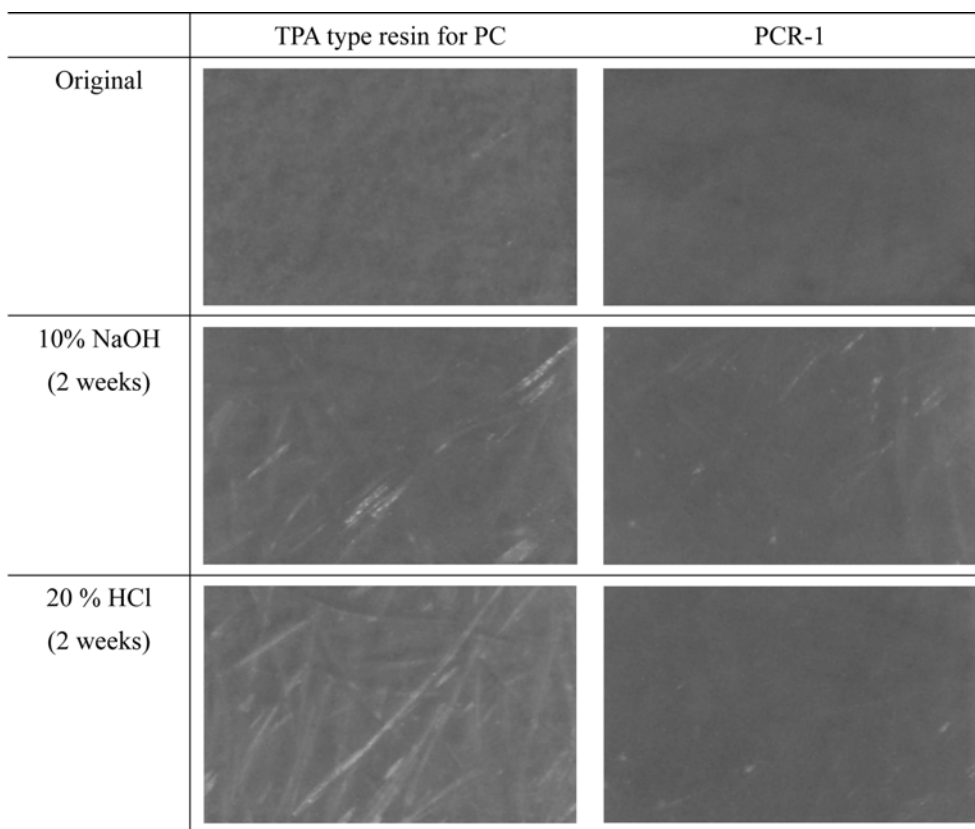 TPA type resin for PC PCR-1
Original
10% NaOH
(2 weeks)
20 % HCl
(2 weeks)